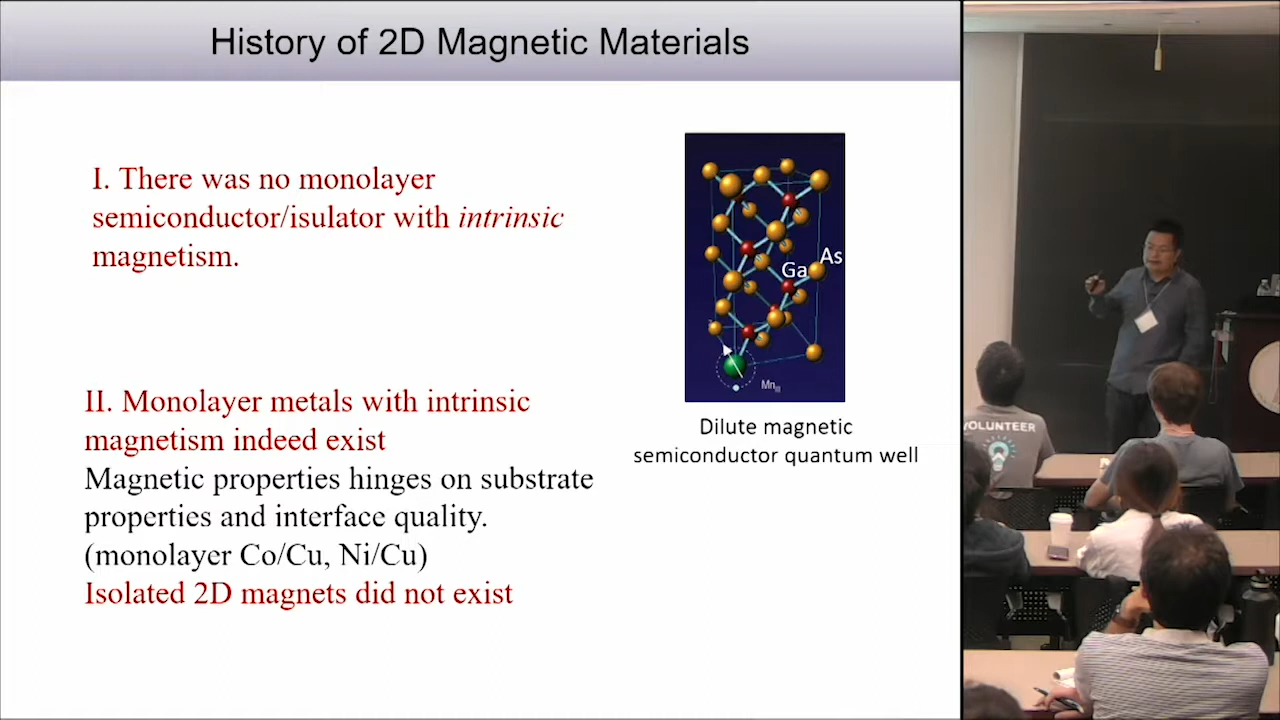 History of 2D Magnetic Materials
I. There was no monolayer
semiconductor/isulator with intrinsic
magnetism.
As
Ga
Mn
Dilute magnetic
semiconductor quantum well
II. Monolayer metals with intrinsic
magnetism indeed exist
Magnetic properties hinges on substrate
properties and interface quality.
(monolayer Co/Cu, Ni/Cu)
Isolated 2D magnets did not exist
VOLUNTEER